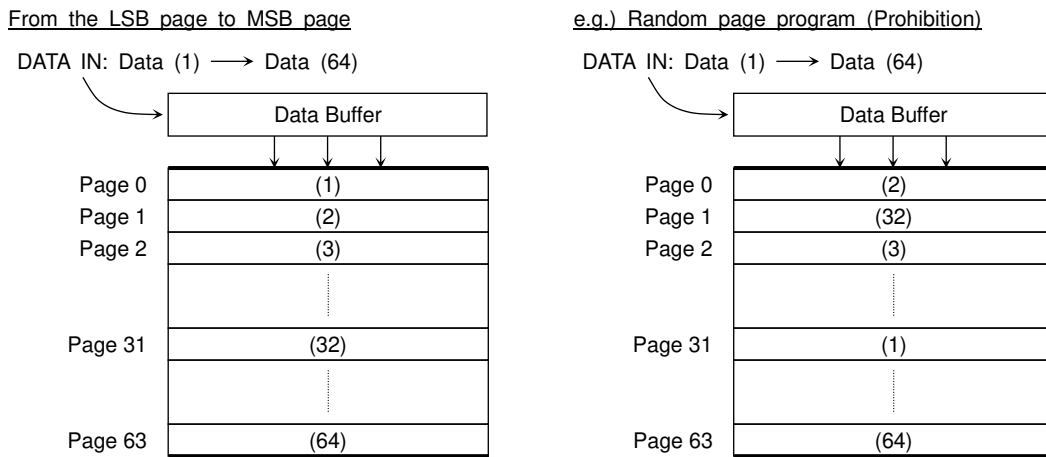 From the LSB page to MSB page
DATA IN: Data (1) → Data (64)
Data Buffer
Page 0 (1)
Page 1 (2)
Page 2 (3)
Page 31 (32)
Page 63 (64)
e.g.) Random page program (Prohibition)
DATA IN: Data (1) → Data (64)
Data Buffer
Page 0 (2)
Page 1 (32)
Page 2 (3)
Page 31 (1)
Page 63 (64)